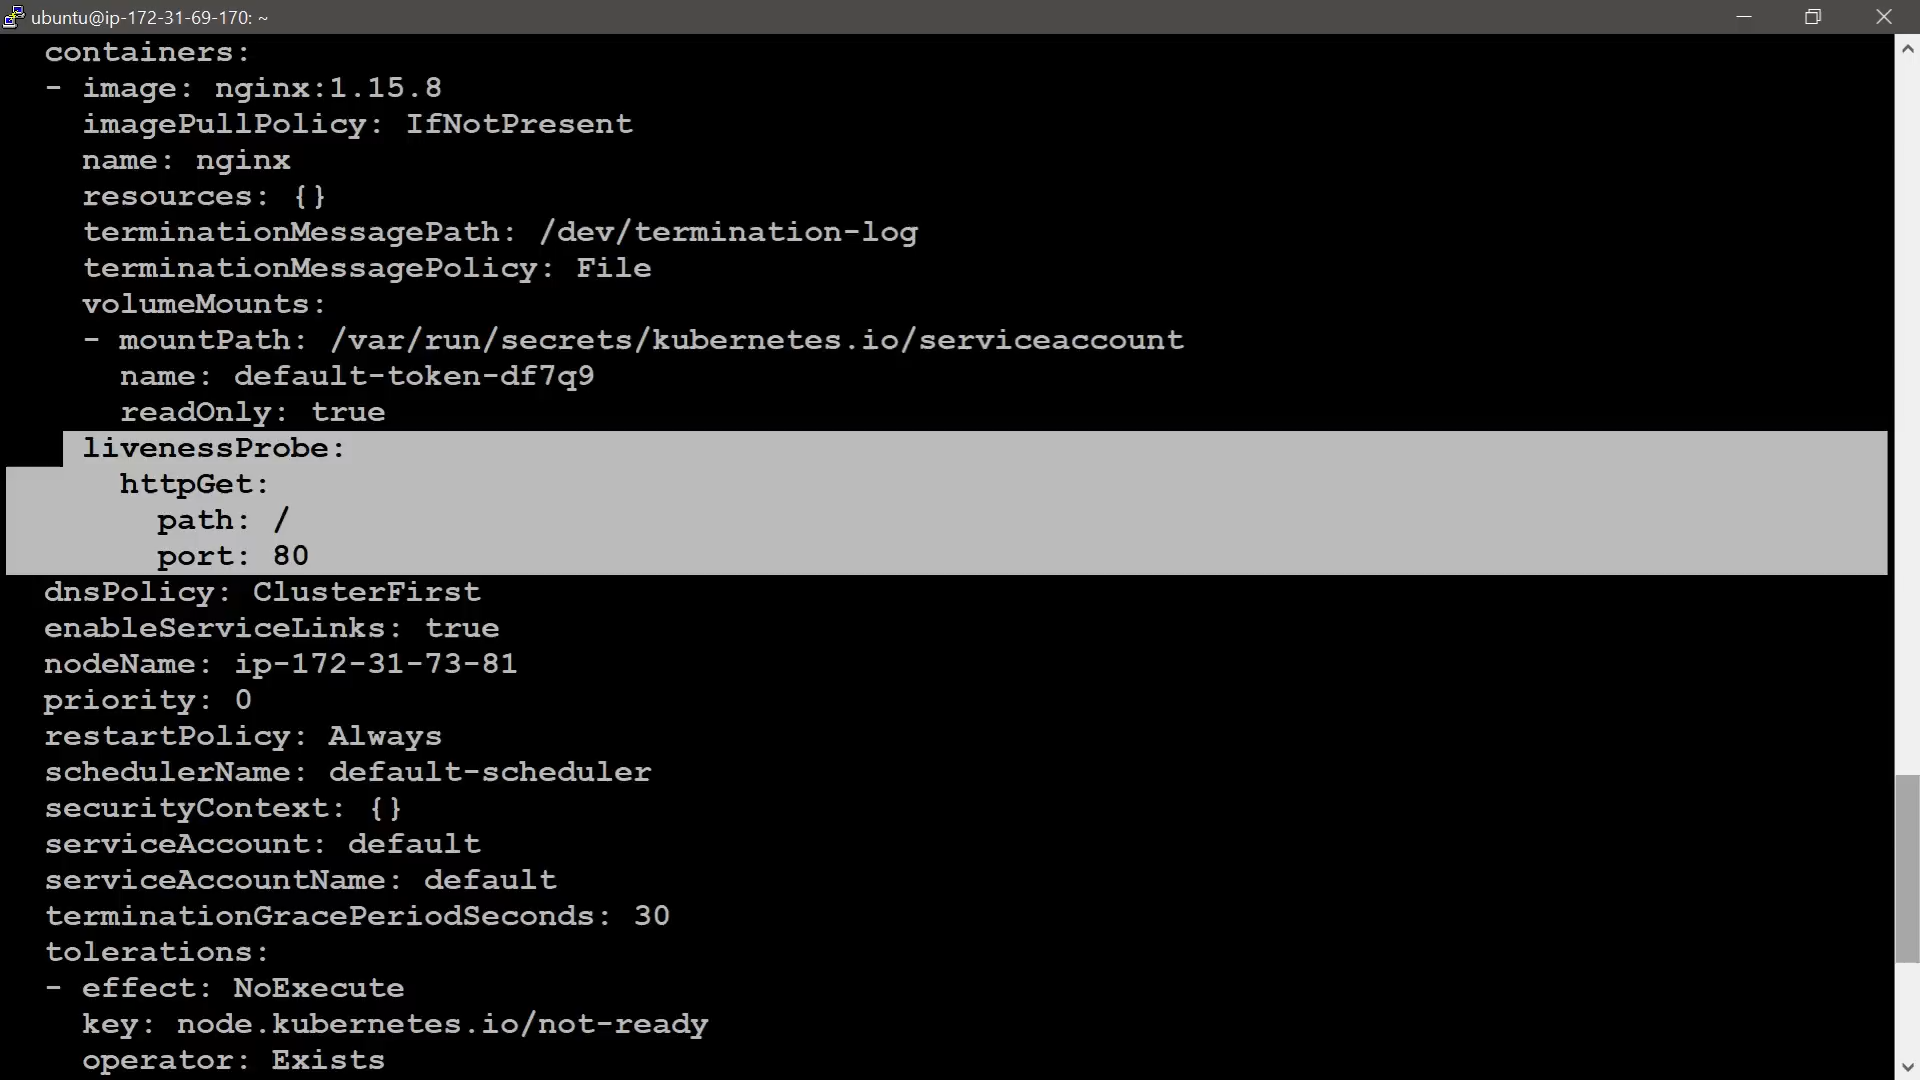 ubuntu@ip-172-31-69-170: ~
containers:
- image: nginx:1.15.8
imagePullPolicy: IfNotPresent
name: nginx
resources: {}
terminationMessagePath: /dev/termination-log
terminationMessagePolicy: File
volumeMounts:
- mountPath: /var/run/secrets/kubernetes.io/serviceaccount
name: default-token-df7q9
readOnly: true
livenessProbe:
httpGet:
path: /
port: 80
dnsPolicy: ClusterFirst
enableServiceLinks: true
nodeName: ip-172-31-73-81
priority: 0
restartPolicy: Always
schedulerName: default-scheduler
securityContext: {}
serviceAccount: default
serviceAccountName: default
terminationGracePeriodSeconds: 30
tolerations:
- effect: NoExecute
key: node.kubernetes.io/not-ready
operator: Exists